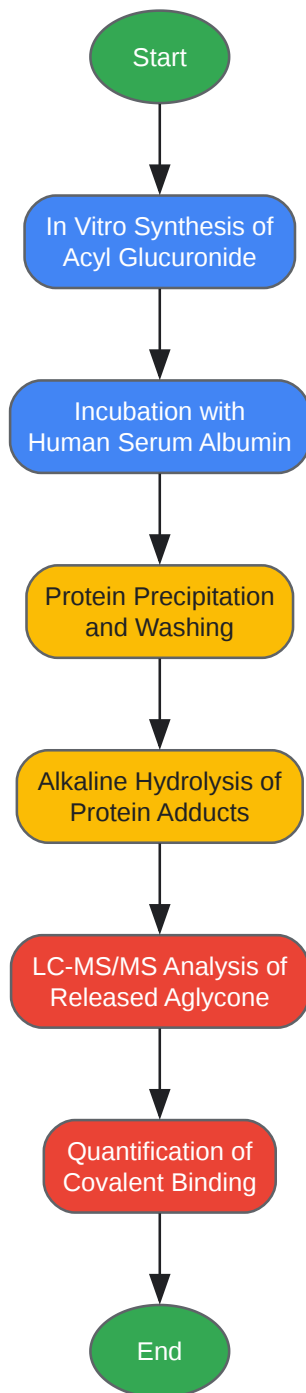 Start
In Vitro Synthesis of
Acyl Glucuronide
Incubation with
Human Serum Albumin
Protein Precipitation
and Washing
Alkaline Hydrolysis of
Protein Adducts
LC-MS/MS Analysis of
Released Aglycone
Quantification of
Covalent Binding
End